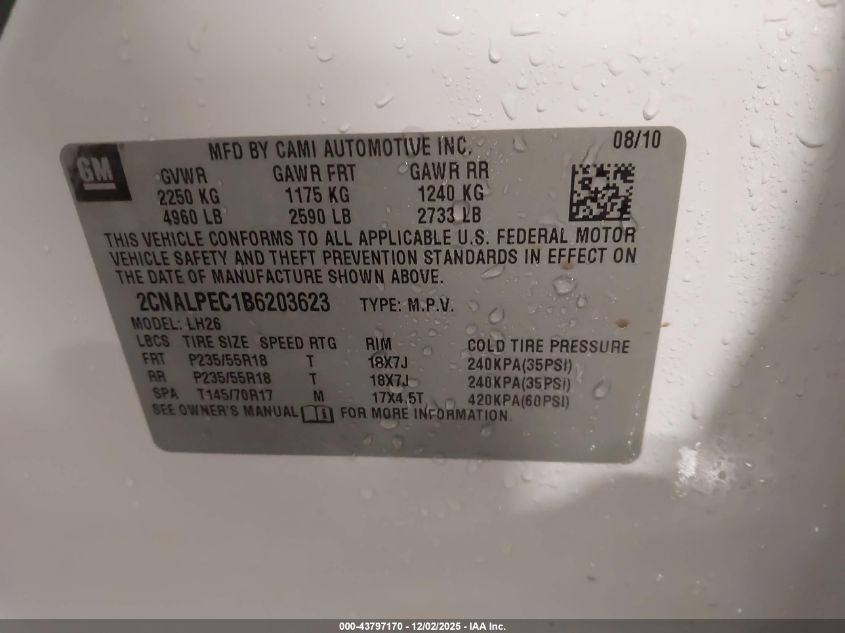 GM
MFD BY CAMI AUTOMOTIVE INC. 08/10
GVWR GAWR FRT GAWR RR
2250 KG 1175 KG 1240 KG
4960 LB 2590 LB 2733 LB
THIS VEHICLE CONFORMS TO ALL APPLICABLE U.S. FEDERAL MOTOR
VEHICLE SAFETY AND THEFT PREVENTION STANDARDS IN EFFECT ON
THE DATE OF MANUFACTURE SHOWN ABOVE.
2CNALPEC1B6203623 TYPE: M.P.V.
MODEL: LH26
LBCS TIRE SIZE SPEED RTG RIM COLD TIRE PRESSURE
FRT P235/55R18 T 18X7J 240KPA(35PSI)
RR P235/55R18 T 18X7J 240KPA(35PSI)
SPA T145/70R17 M 17X4.5T 420KPA(60PSI)
SEE OWNER'S MANUAL FOR MORE INFORMATION.
000-43797170 - 12/02/2025 - IAA Inc.